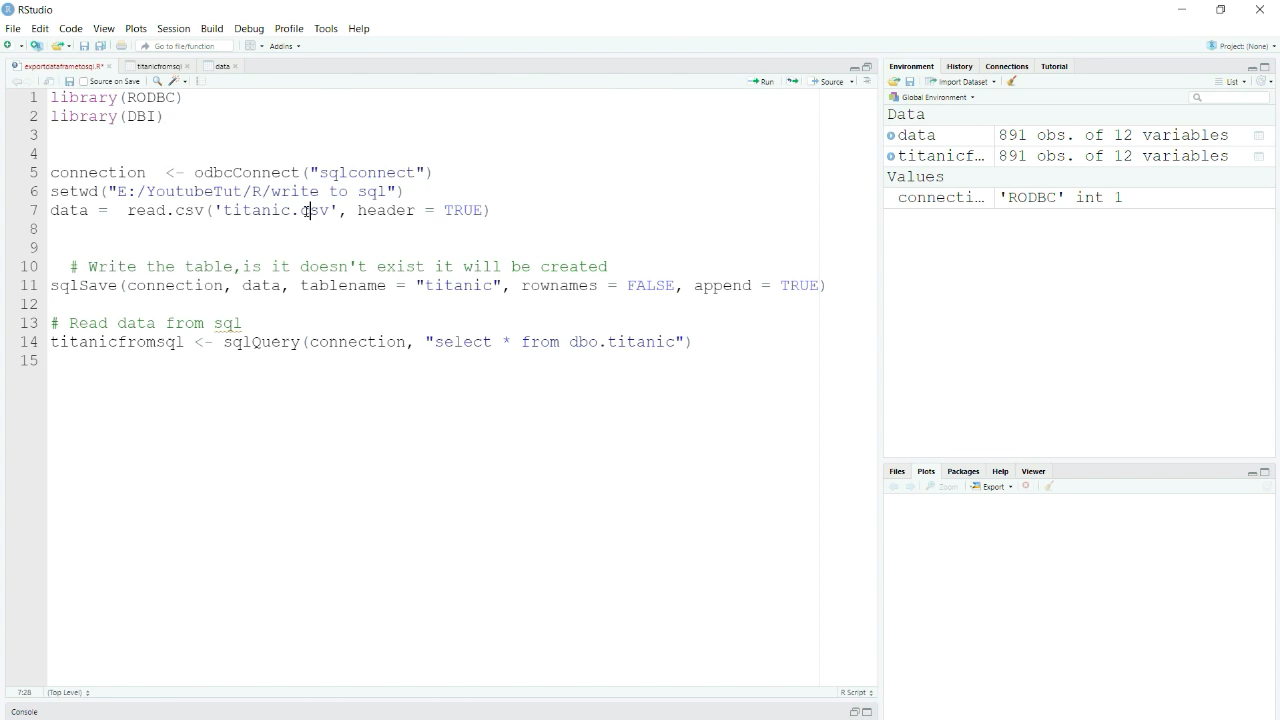 RStudio
File Edit Code View Plots Session Build Debug Profile Tools Help
Go to file/function Addins Project: (None)
exportdataframetosql.R* titanicfromsql data
Source on Save Run Source
1 library(RODBC)
2 library(DBI)
3
4
5 connection <- odbcConnect("sqlconnect")
6 setwd("E:/YoutubeTut/R/write to sql")
7 data = read.csv('titanic.csv', header = TRUE)
8
9
10 # Write the table,is it doesn't exist it will be created
11 sqlSave(connection, data, tablename = "titanic", rownames = FALSE, append = TRUE)
12
13 # Read data from sql
14 titanicfromsql <- sqlQuery(connection, "select * from dbo.titanic")
15
7:28 (Top Level) R Script
Console
Environment History Connections Tutorial
Import Dataset List
Global Environment
Data
data 891 obs. of 12 variables
titanicf… 891 obs. of 12 variables
Values
connecti… 'RODBC' int 1
Files Plots Packages Help Viewer
Zoom Export